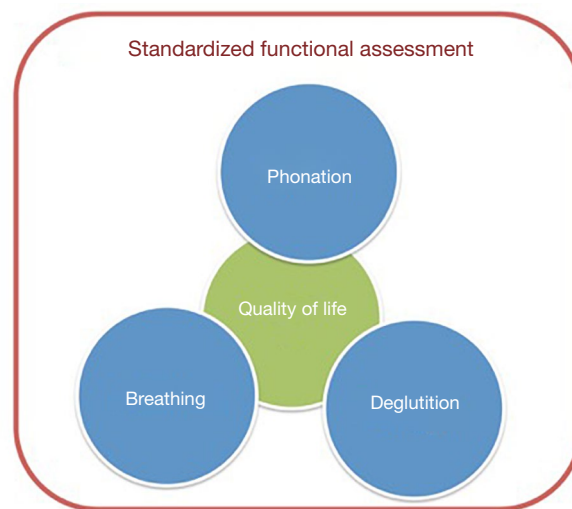 Standardized functional assessment
Phonation
Quality of life
Breathing
Deglutition